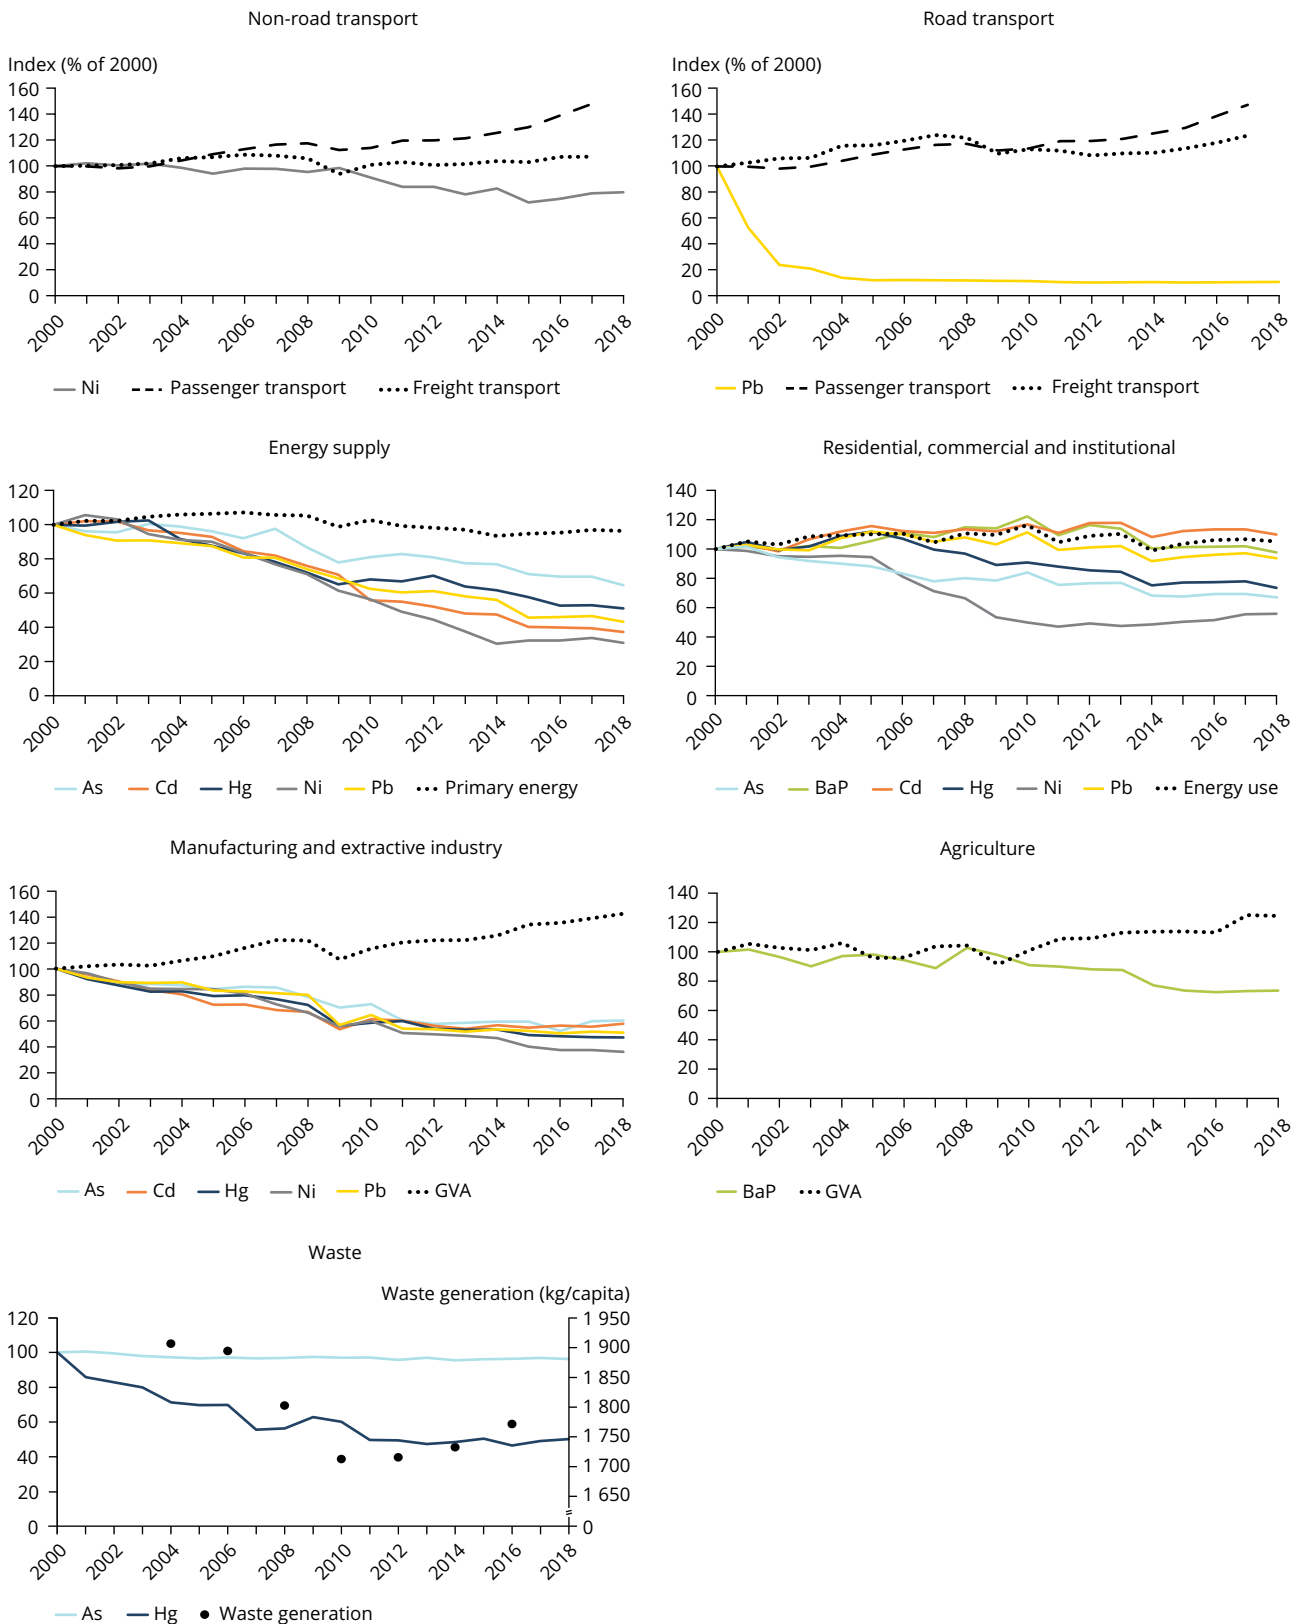 Non-road transport
Index (% of 2000)
160
140
120
100
80
60
40
20
0
2000 2002 2004 2006 2008 2010 2012 2014 2016 2018
Ni Passenger transport Freight transport
Road transport
Index (% of 2000)
160
140
120
100
80
60
40
20
0
2000 2002 2004 2006 2008 2010 2012 2014 2016 2018
Pb Passenger transport Freight transport
Energy supply
120
100
80
60
40
20
0
2000 2002 2004 2006 2008 2010 2012 2014 2016 2018
As Cd Hg Ni Pb Primary energy
Residential, commercial and institutional
140
120
100
80
60
40
20
0
2000 2002 2004 2006 2008 2010 2012 2014 2016 2018
As BaP Cd Hg Ni Pb Energy use
Manufacturing and extractive industry
160
140
120
100
80
60
40
20
0
2000 2002 2004 2006 2008 2010 2012 2014 2016 2018
As Cd Hg Ni Pb GVA
Agriculture
140
120
100
80
60
40
20
0
2000 2002 2004 2006 2008 2010 2012 2014 2016 2018
BaP GVA
Waste
Waste generation (kg/capita)
120
100
80
60
40
20
0
1 950
1 900
1 850
1 800
1 750
1 700
1 650
0
2000 2002 2004 2006 2008 2010 2012 2014 2016 2018
As Hg Waste generation